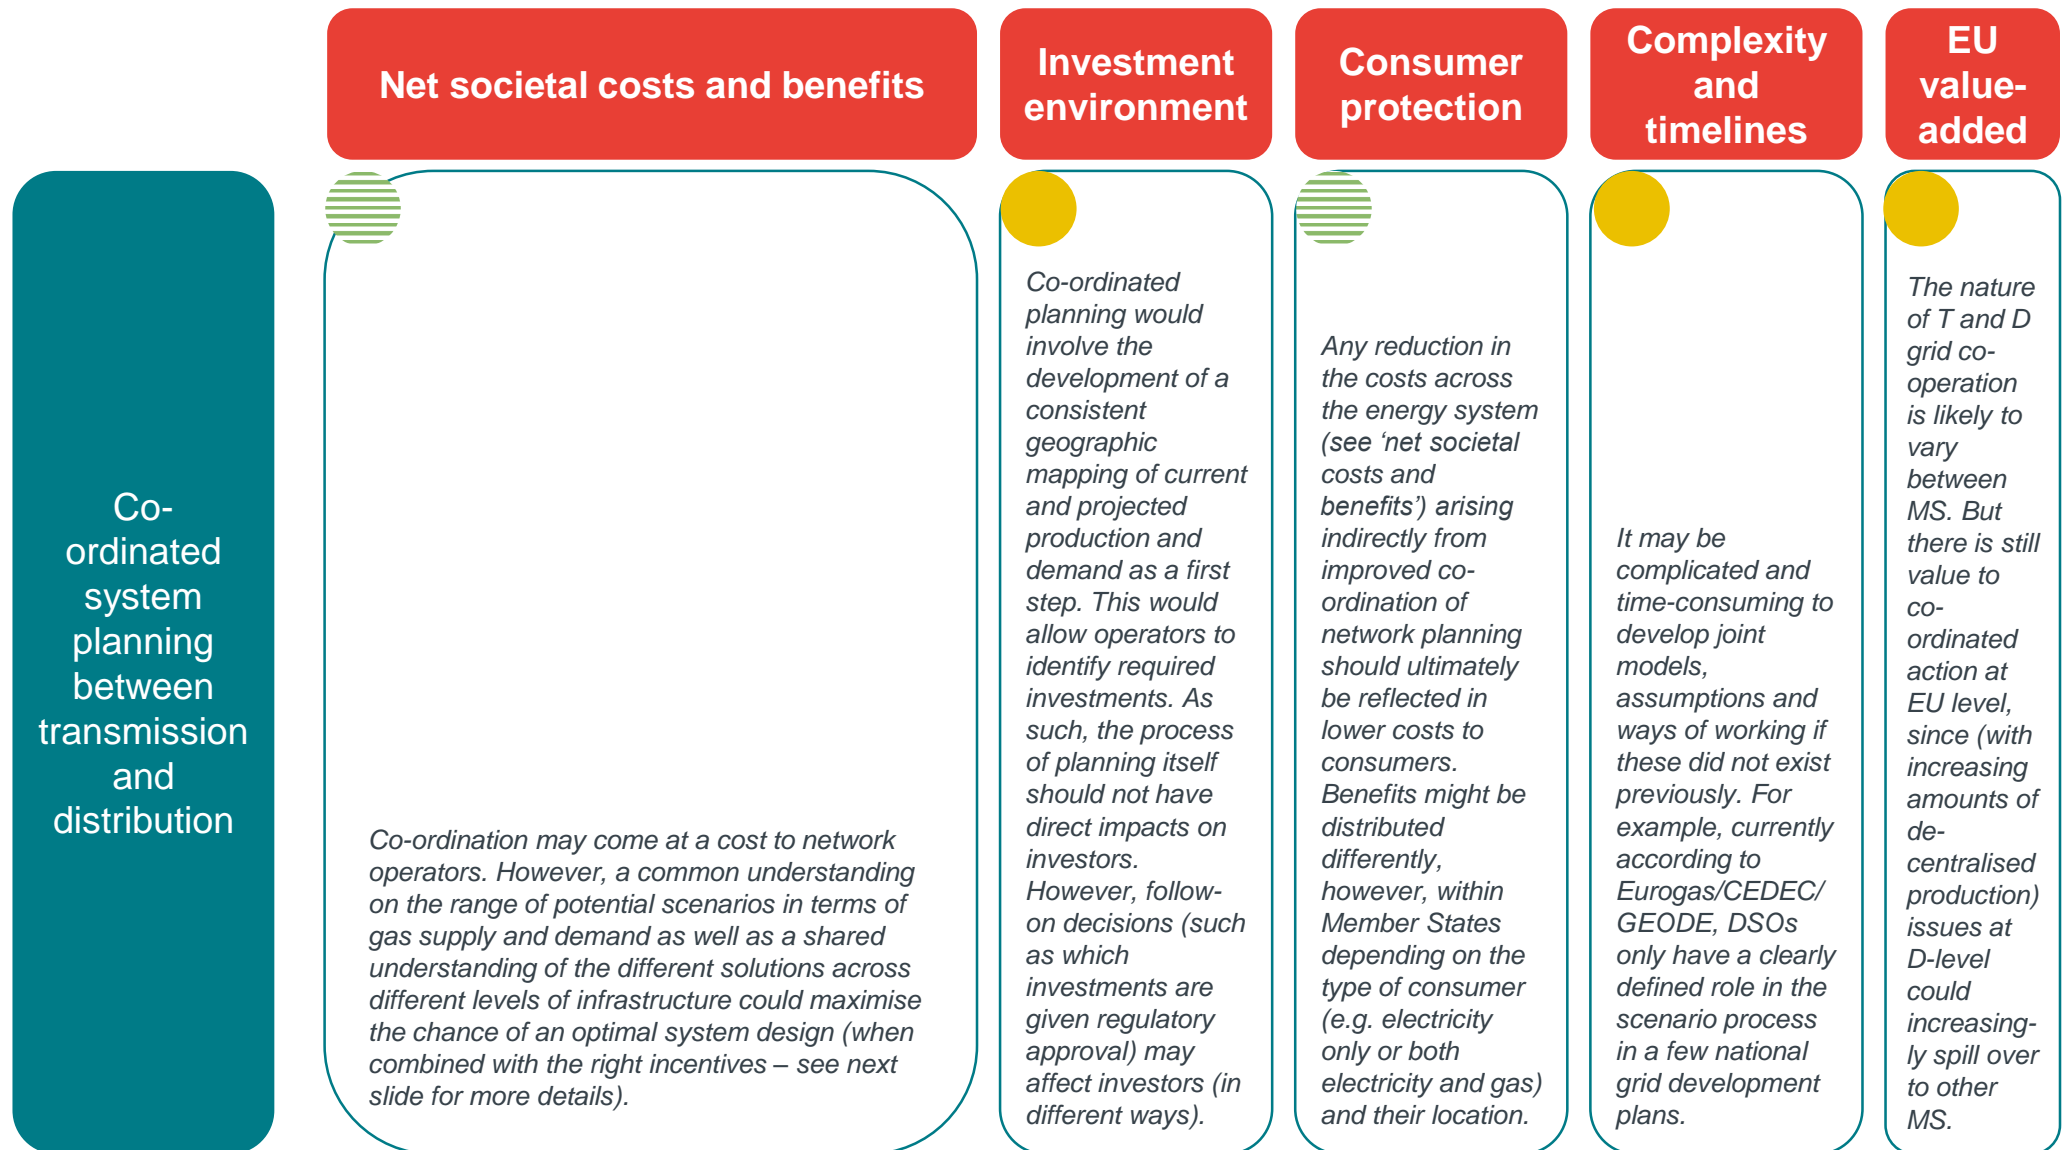 Net societal costs and benefits
Investment
environment
Consumer
protection
Complexity
and
timelines
EU
value-
added
Co-
ordinated
system
planning
between
transmission
and
distribution
Co-ordination may come at a cost to network
operators. However, a common understanding
on the range of potential scenarios in terms of
gas supply and demand as well as a shared
understanding of the different solutions across
different levels of infrastructure could maximise
the chance of an optimal system design (when
combined with the right incentives – see next
slide for more details).
Co-ordinated
planning would
involve the
development of a
consistent
geographic
mapping of current
and projected
production and
demand as a first
step. This would
allow operators to
identify required
investments. As
such, the process
of planning itself
should not have
direct impacts on
investors.
However, follow-
on decisions (such
as which
investments are
given regulatory
approval) may
affect investors (in
different ways).
Any reduction in
the costs across
the energy system
(see ‘net societal
costs and
benefits’) arising
indirectly from
improved co-
ordination of
network planning
should ultimately
be reflected in
lower costs to
consumers.
Benefits might be
distributed
differently,
however, within
Member States
depending on the
type of consumer
(e.g. electricity
only or both
electricity and gas)
and their location.
It may be
complicated and
time-consuming to
develop joint
models,
assumptions and
ways of working if
these did not exist
previously. For
example, currently
according to
Eurogas/CEDEC/
GEODE, DSOs
only have a clearly
defined role in the
scenario process
in a few national
grid development
plans.
The nature
of T and D
grid co-
operation
is likely to
vary
between
MS. But
there is still
value to
co-
ordinated
action at
EU level,
since (with
increasing
amounts of
de-
centralised
production)
issues at
D-level
could
increasing-
ly spill over
to other
MS.